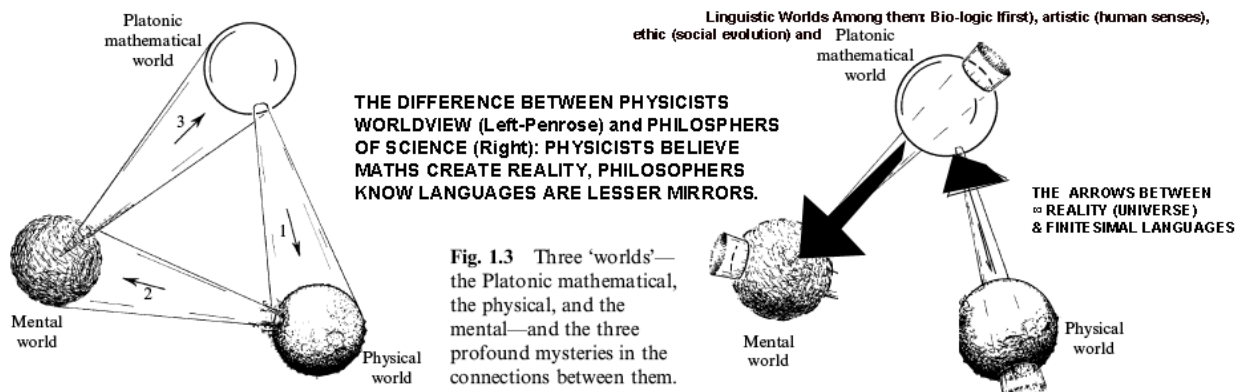 Platonic
mathematical
world
3
1
2
Mental
world
Physical
world
THE DIFFERENCE BETWEEN PHYSICISTS
WORLDVIEW (Left-Penrose) and PHILOSPHERS
OF SCIENCE (Right): PHYSICISTS BELIEVE
MATHS CREATE REALITY, PHILOSOPHERS
KNOW LANGUAGES ARE LESSER MIRRORS.
Fig. 1.3 Three ‘worlds’—
the Platonic mathematical,
the physical, and the
mental—and the three
profound mysteries in the
connections between them.
Linguistic Worlds Among them: Bio-logic Ifirst), artistic (human senses),
ethic (social evolution) and Platonic
mathematical
world
THE ARROWS BETWEEN
∞ REALITY (UNIVERSE)
& FINITESIMAL LANGUAGES
Mental
world
Physical
world